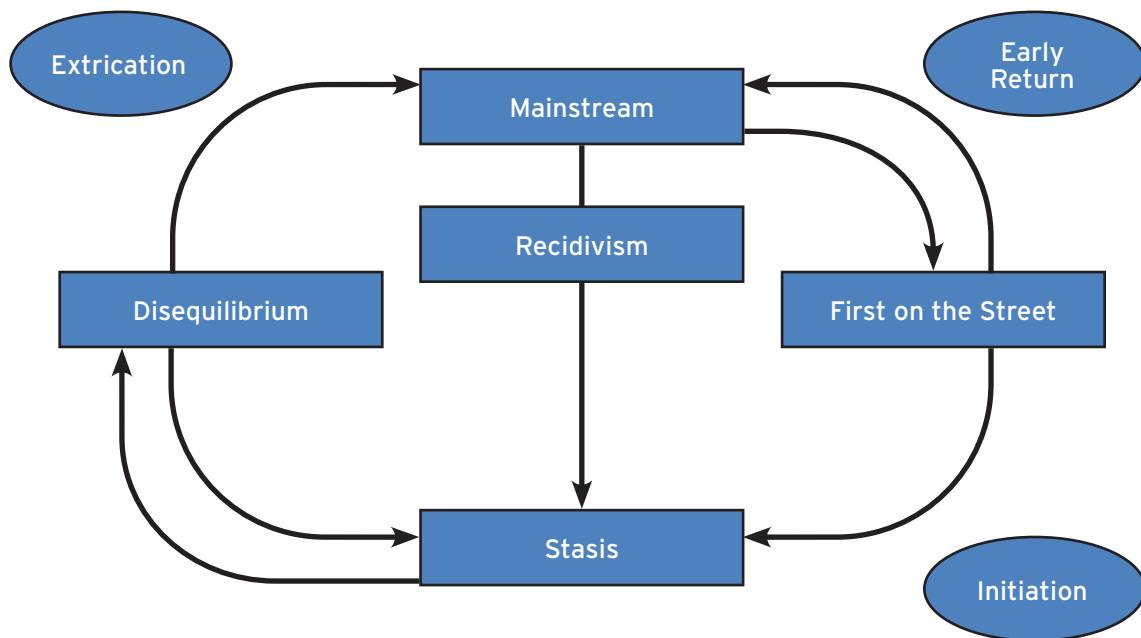 Extrication
Early
Return
Mainstream
Recidivism
Disequilibrium
First on the Street
Stasis
Initiation